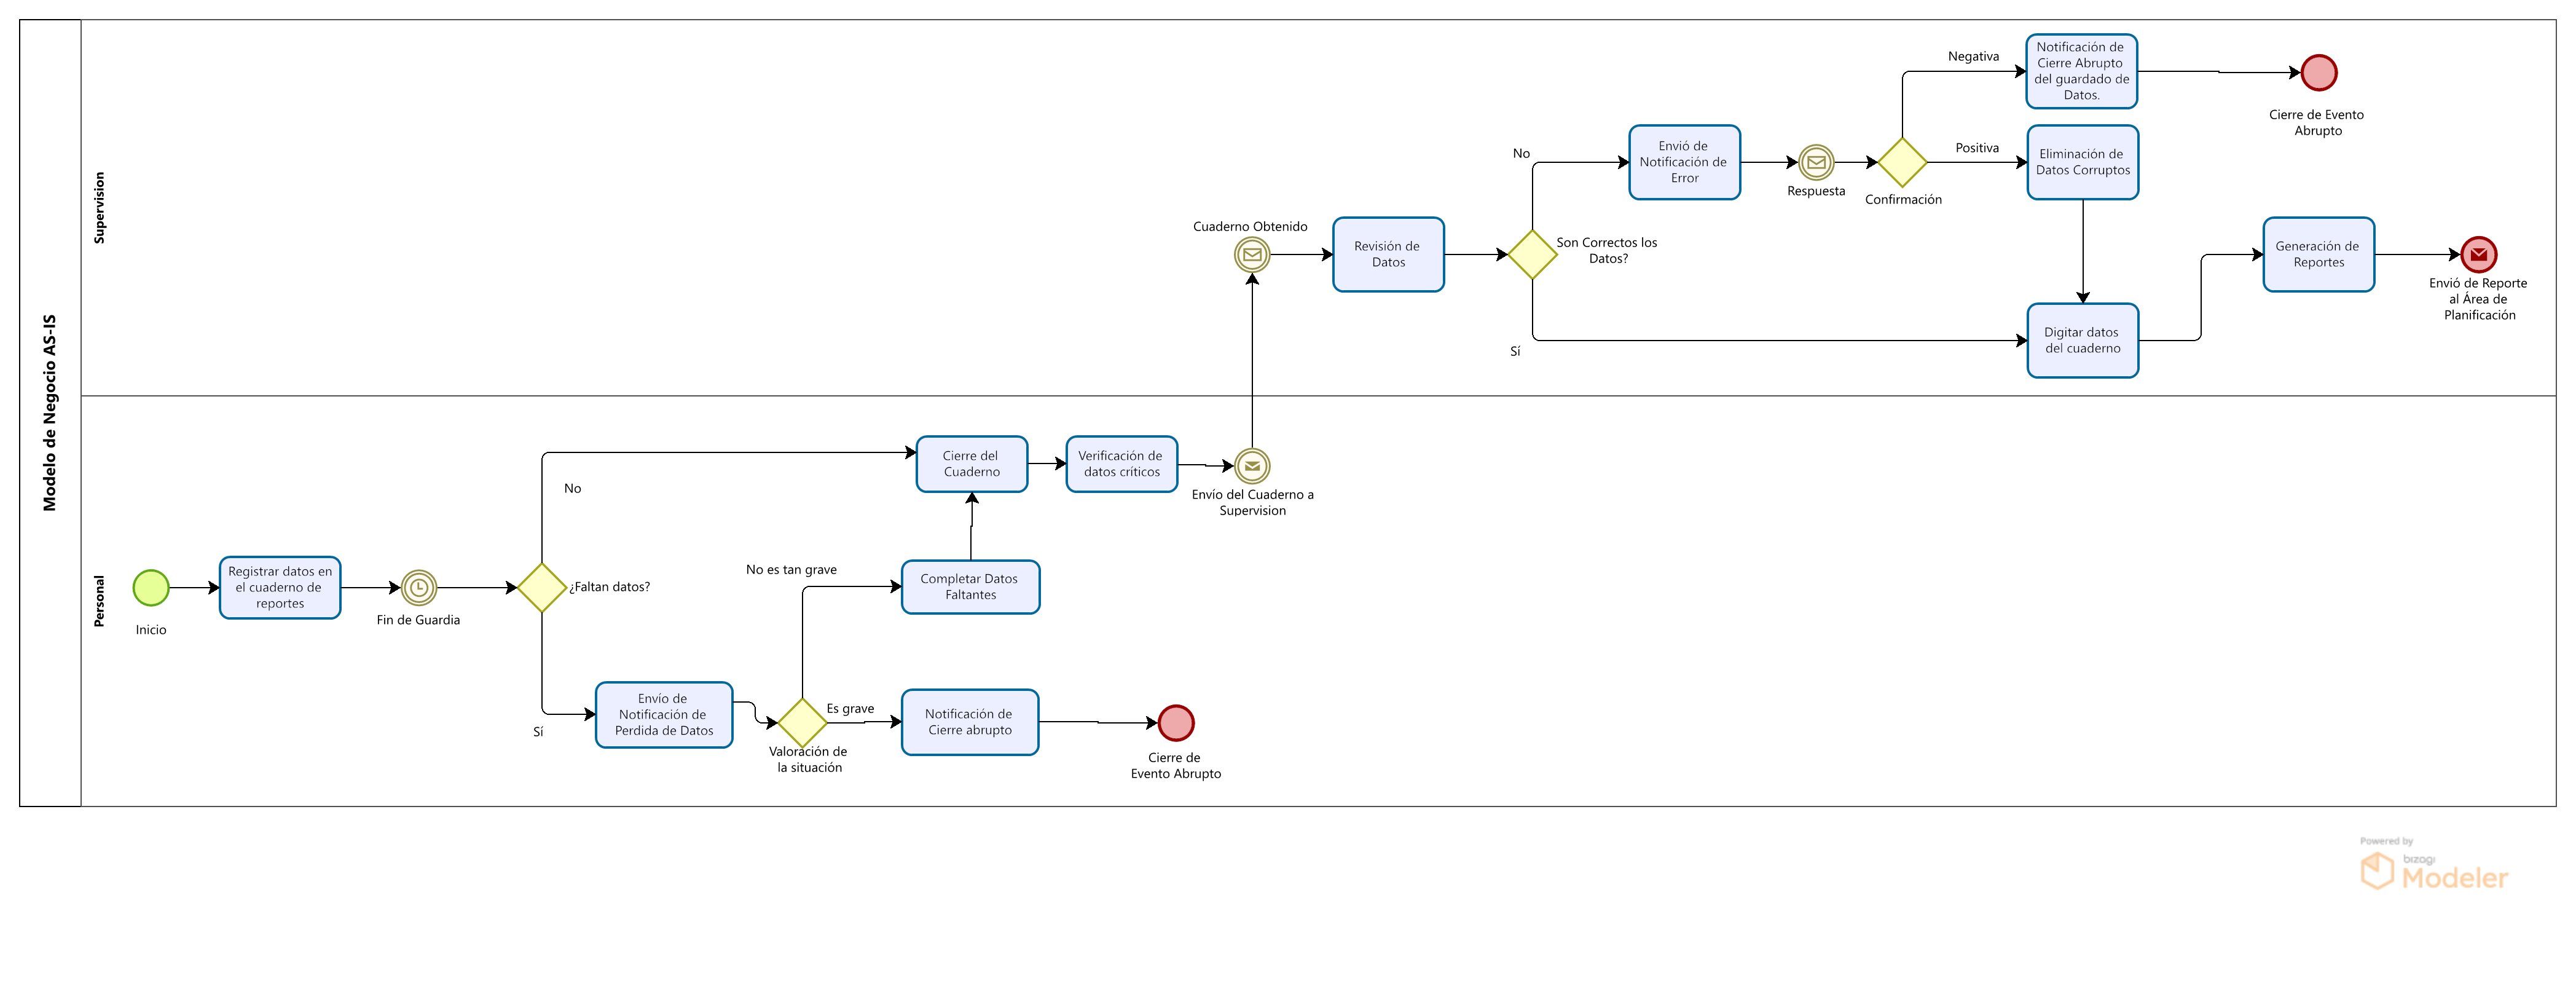 Modelo de Negocio AS-IS
Supervision
Negativa
Notificación de
Cierre Abrupto
del guardado de
Datos.
Cierre de Evento
Abrupto
No
Envió de
Notificación de
Error
Respuesta
Confirmación
Positiva
Eliminación de
Datos Corruptos
Cuaderno Obtenido
Revisión de
Datos
Son Correctos los
Datos?
Sí
Digitar datos
del cuaderno
Generación de
Reportes
Envió de Reporte
al Área de
Planificación
Personal
Inicio
Registrar datos en
el cuaderno de
reportes
Fin de Guardia
¿Faltan datos?
No
Cierre del
Cuaderno
Verificación de
datos críticos
Envío del Cuaderno a
Supervision
No es tan grave
Completar Datos
Faltantes
Sí
Envío de
Notificación de
Perdida de Datos
Valoración de
la situación
Es grave
Notificación de
Cierre abrupto
Cierre de
Evento Abrupto
Powered by
bizagi
Modeler